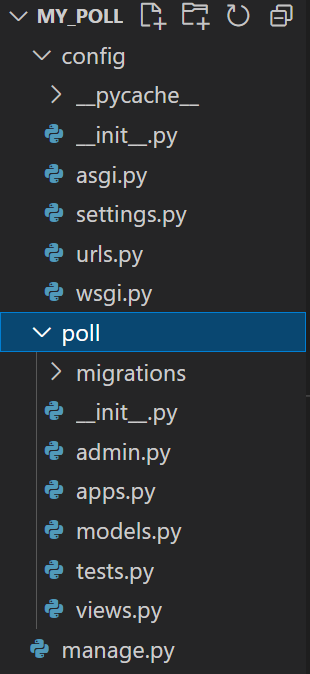 MY_POLL
config
__pycache__
__init__.py
asgi.py
settings.py
urls.py
wsgi.py
poll
migrations
__init__.py
admin.py
apps.py
models.py
tests.py
views.py
manage.py